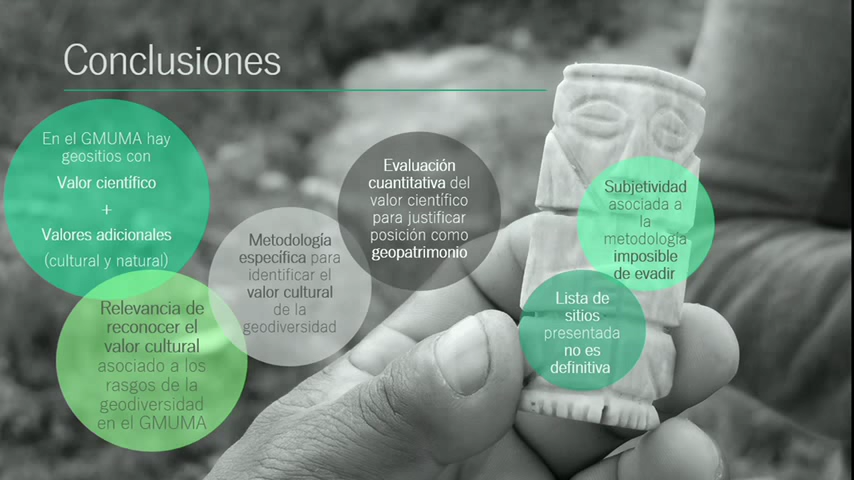 Conclusiones
En el GMUMA hay
geositios con
Valor científico
+
Valores adicionales
(cultural y natural)
Relevancia de
reconocer el
valor cultural
asociado a los
rasgos de la
geodiversidad
en el GMUMA
Metodología
específica para
identificar el
valor cultural
de la
geodiversidad
Evaluación
cuantitativa del
valor científico
para justificar
posición como
geopatrimonio
Subjetividad
asociada a
la
metodología
imposible
de evadir
Lista de
sitios
presentada
no es
definitiva